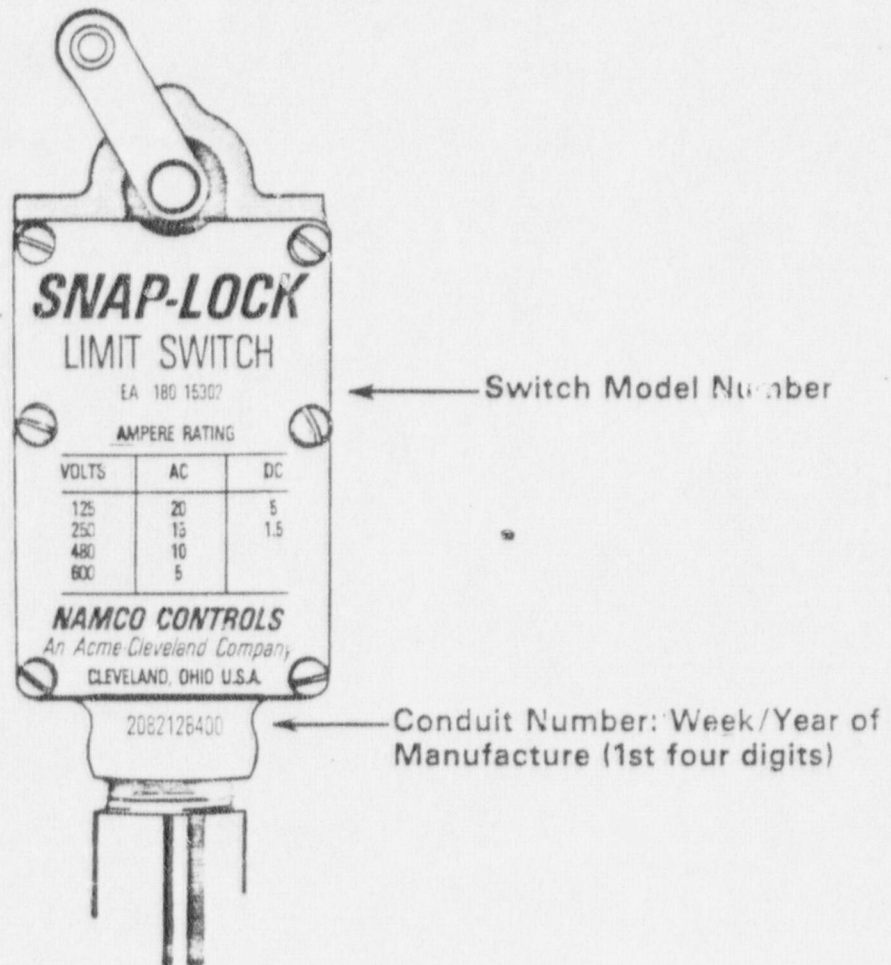 SNAP-LOCK
LIMIT SWITCH
EA 180 15302
Switch Model Number
AMPERE RATING
VOLTS AC DC
125 20 5
250 15 1.5
480 10
600 5
NAMCO CONTROLS
An Acme-Cleveland Company
CLEVELAND, OHIO U.S.A.
2082126400
Conduit Number: Week/Year of
Manufacture (1st four digits)